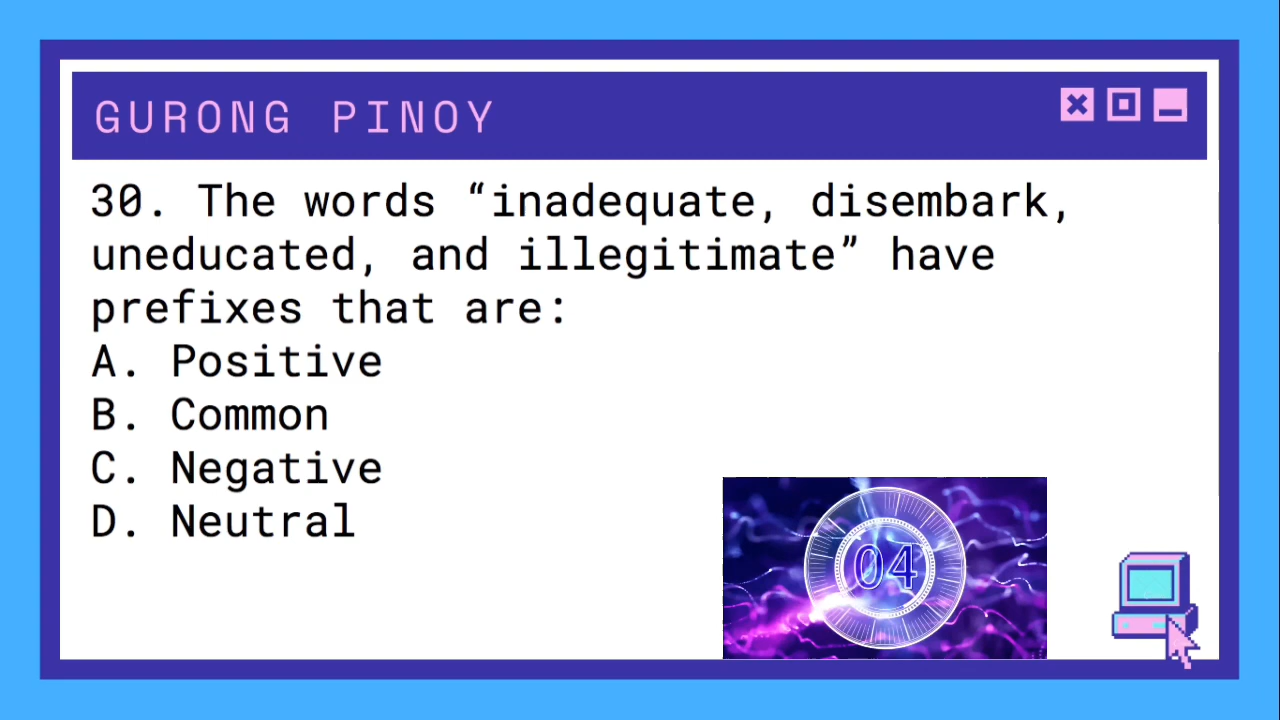 GURONG PINOY
30. The words “inadequate, disembark,
uneducated, and illegitimate” have
prefixes that are:
A. Positive
B. Common
C. Negative
D. Neutral
04